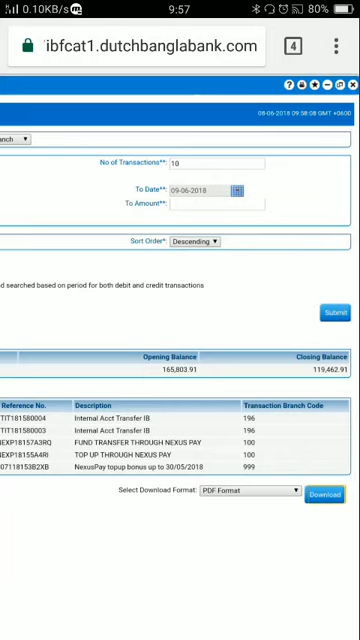 0.10KB/s
9:57
80%
'ibfcat1.dutchbanglabank.com
4
08-06-2018 09:58:08 GMT +0600
anch
No of Transactions**: 10
To Date**: 09-06-2018
To Amount**:
Sort Order*: Descending
d searched based on period for both debit and credit transactions
Submit
Opening Balance Closing Balance
165,803.91 119,462.91
Reference No. Description Transaction Branch Code
TIT181580004 Internal Acct Transfer IB 196
TIT181580003 Internal Acct Transfer IB 196
NEXP18157A3RQ FUND TRANSFER THROUGH NEXUS PAY 100
NEXP18155A4RI TOP UP THROUGH NEXUS PAY 100
07118153B2XB NexusPay topup bonus up to 30/05/2018 999
Select Download Format: PDF Format Download